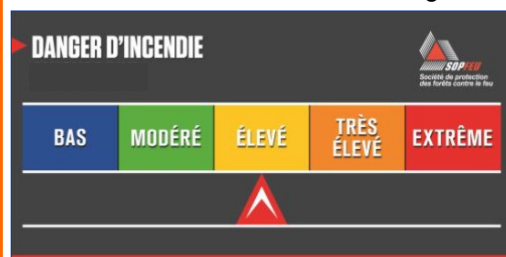 DANGER D'INCENDIE
SOPFEU
Société de protection
des forêts contre le feu
BAS
MODÉRÉ
ÉLEVÉ
TRÈS
ÉLEVÉ
EXTRÊME